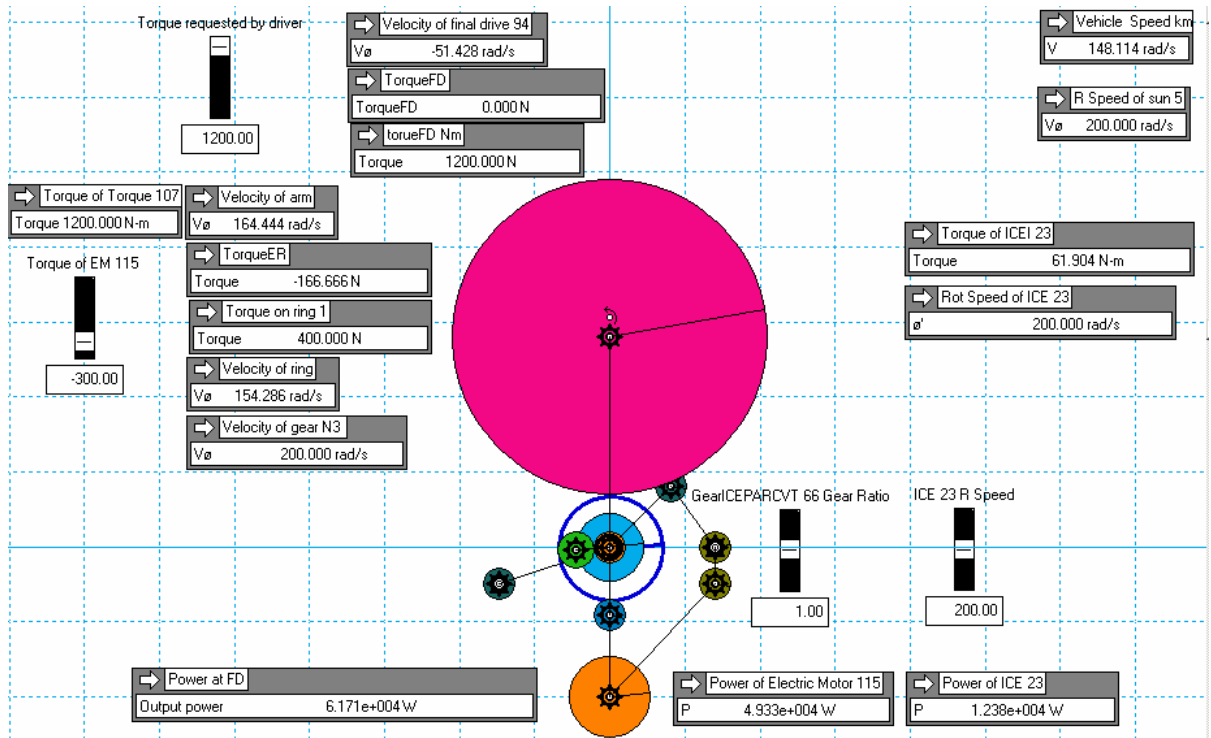 Torque requested by driver
1200.00
Velocity of final drive 94
Vø -51.428 rad/s
TorqueFD
TorqueFD 0.000 N
torueFD Nm
Torque 1200.000 N
Vehicle Speed km
V 148.114 rad/s
R Speed of sun 5
Vø 200.000 rad/s
Torque of Torque 107
Torque 1200.000 N-m
Velocity of arm
Vø 164.444 rad/s
TorqueER
Torque -166.666 N
Torque on ring 1
Torque 400.000 N
Velocity of ring
Vø 154.286 rad/s
Velocity of gear N3
Vø 200.000 rad/s
Torque of EM 115
-300.00
Torque of ICEI 23
Torque 61.904 N-m
Rot Speed of ICE 23
ø' 200.000 rad/s
GearICEPARCVT 66 Gear Ratio
1.00
ICE 23 R Speed
200.00
Power at FD
Output power 6.171e+004 W
Power of Electric Motor 115
P 4.933e+004 W
Power of ICE 23
P 1.238e+004 W